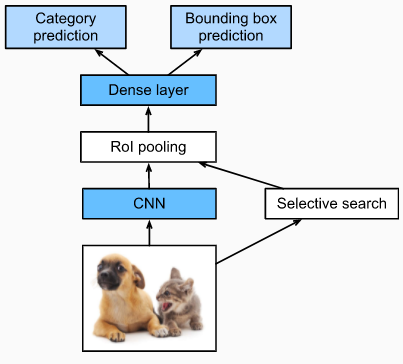 Category
prediction
Bounding box
prediction
Dense layer
RoI pooling
CNN
Selective search